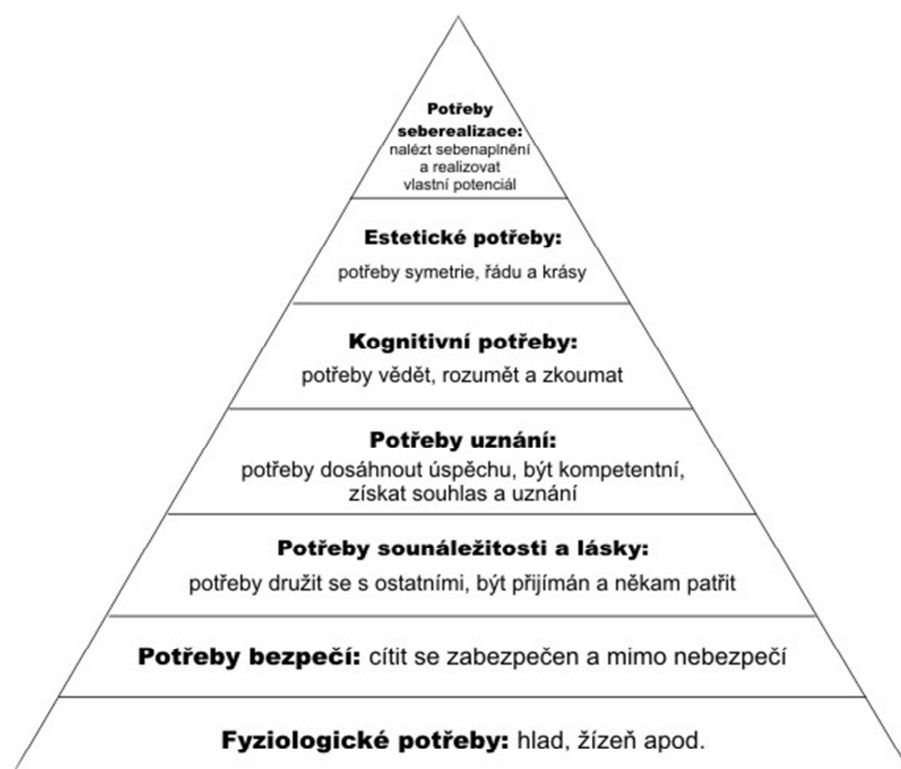 Potřeby
seberealizace:
nalézt sebenaplnění
a realizovat
vlastní potenciál
Estetické potřeby:
potřeby symetrie, řádu a krásy
Kognitivní potřeby:
potřeby vědět, rozumět a zkoumat
Potřeby uznání:
potřeby dosáhnout úspěchu, být kompetentní,
získat souhlas a uznání
Potřeby sounáležitosti a lásky:
potřeby družit se s ostatními, být přijímán a někam patřit
Potřeby bezpečí: cítit se zabezpečen a mimo nebezpečí
Fyziologické potřeby: hlad, žízeň apod.